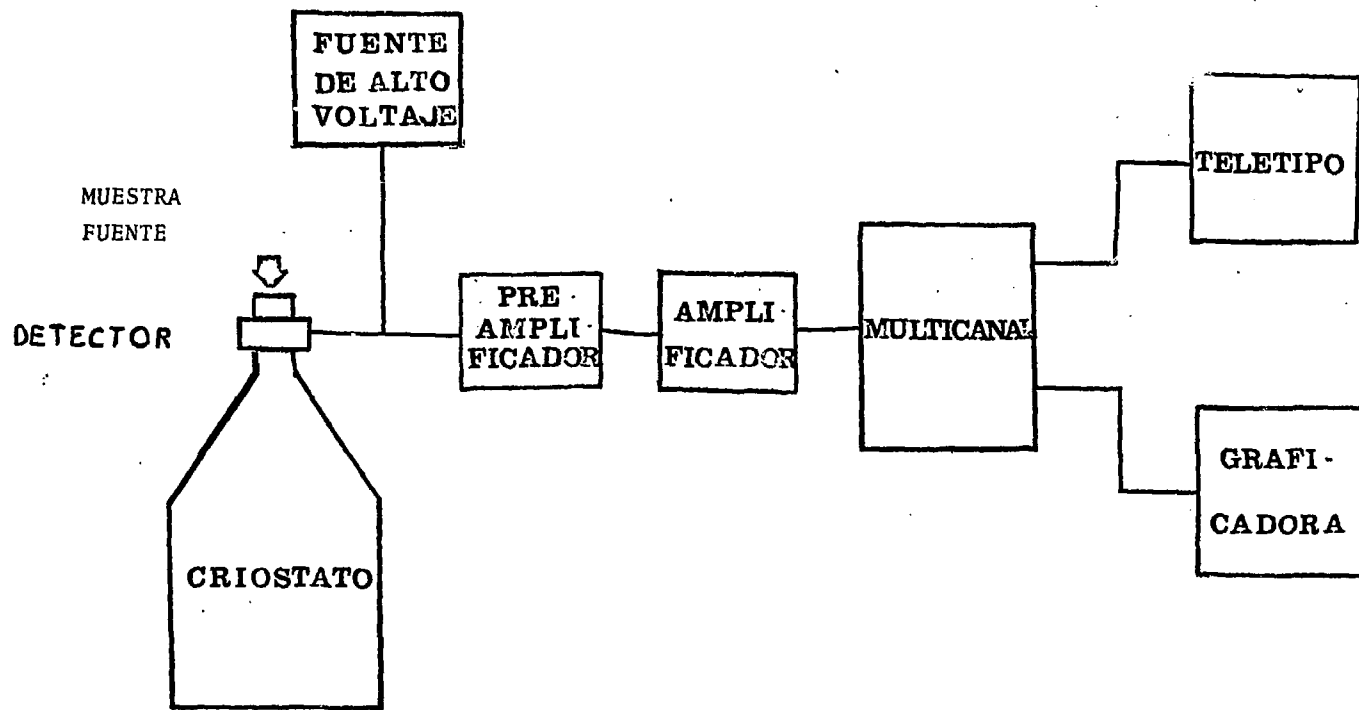 FUENTE
DE ALTO
VOLTAJE
MUESTRA
FUENTE
DETECTOR
PRE
AMPLI-
FICADOR
AMPLI-
FICADOR
MULTICANAL
TELETIPO
GRAFI-
CADORA
CRIOSTATO